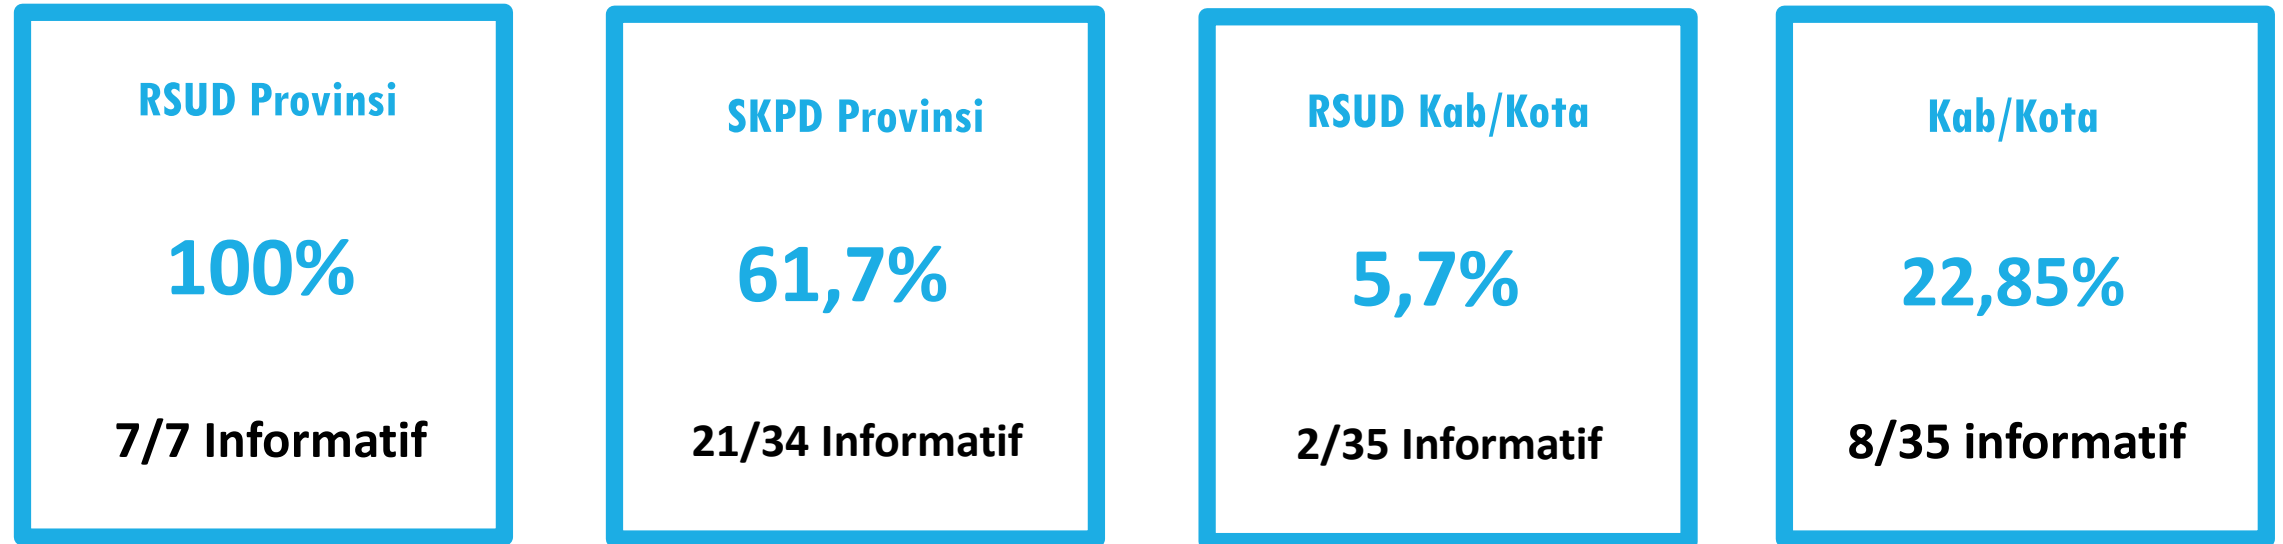 RSUD Provinsi
100%
7/7 Informatif
SKPD Provinsi
61,7%
21/34 Informatif
RSUD Kab/Kota
5,7%
2/35 Informatif
Kab/Kota
22,85%
8/35 informatif